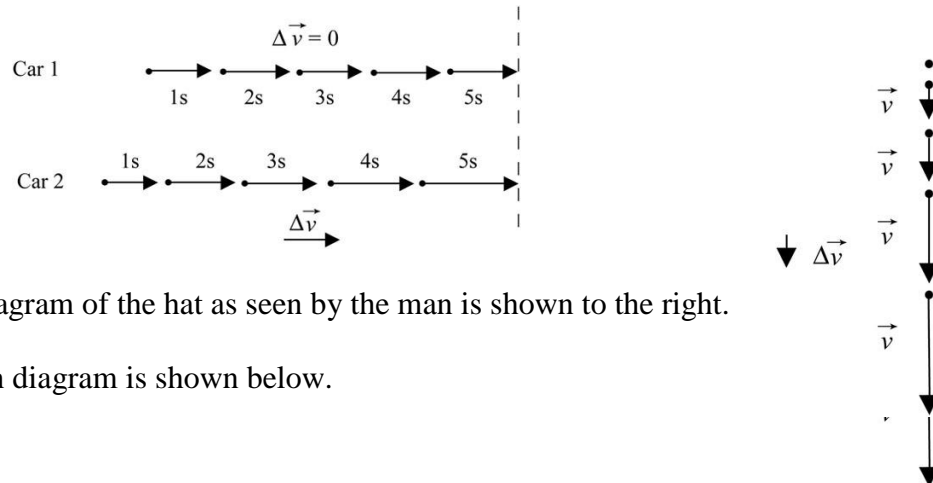 Δv⃗ = 0
Car 1
1s 2s 3s 4s 5s
Car 2
1s 2s 3s 4s 5s
Δv⃗
v⃗
v⃗
v⃗
Δv⃗
v⃗
agram of the hat as seen by the man is shown to the right.
diagram is shown below.